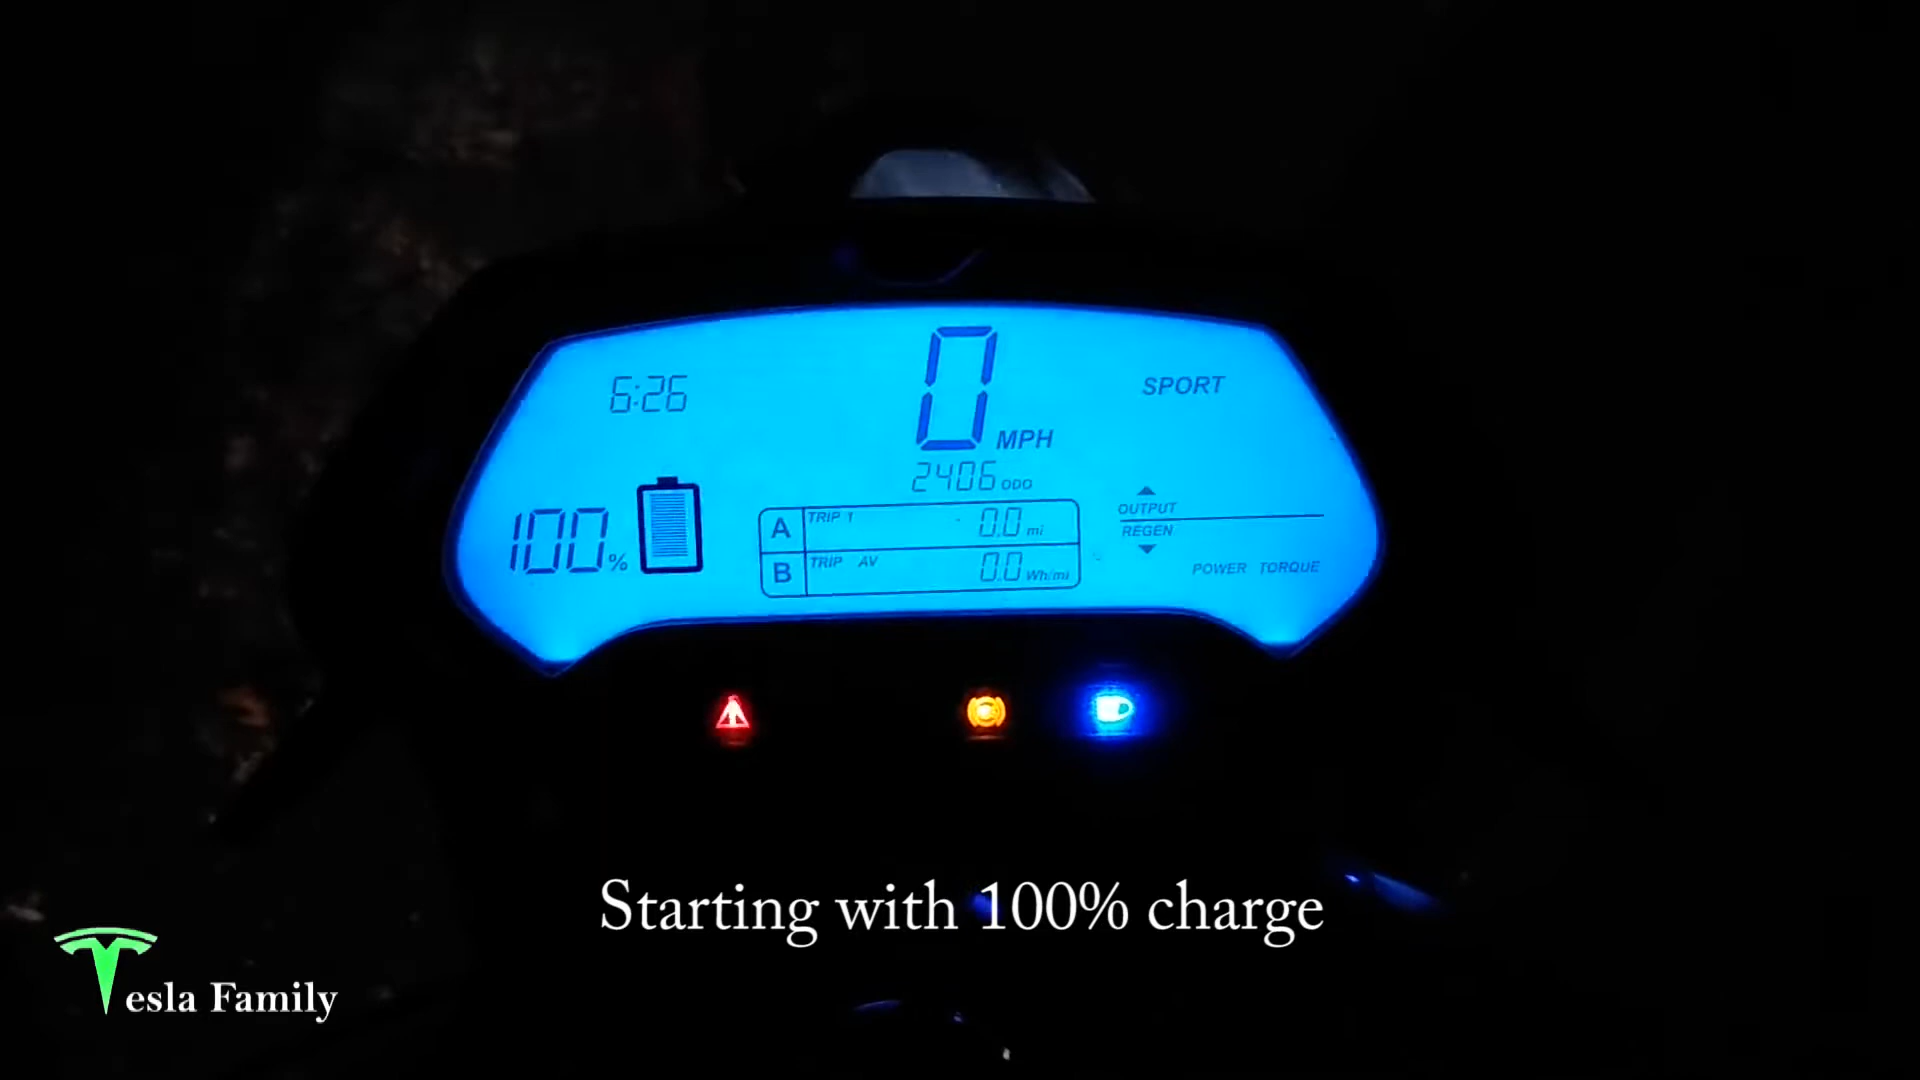 6:26
0 MPH
SPORT
2406 ODO
100%
A TRIP 1 0.0 mi
B TRIP AV 0.0 Wh/mi
OUTPUT
REGEN
POWER TORQUE
Starting with 100% charge
Tesla Family